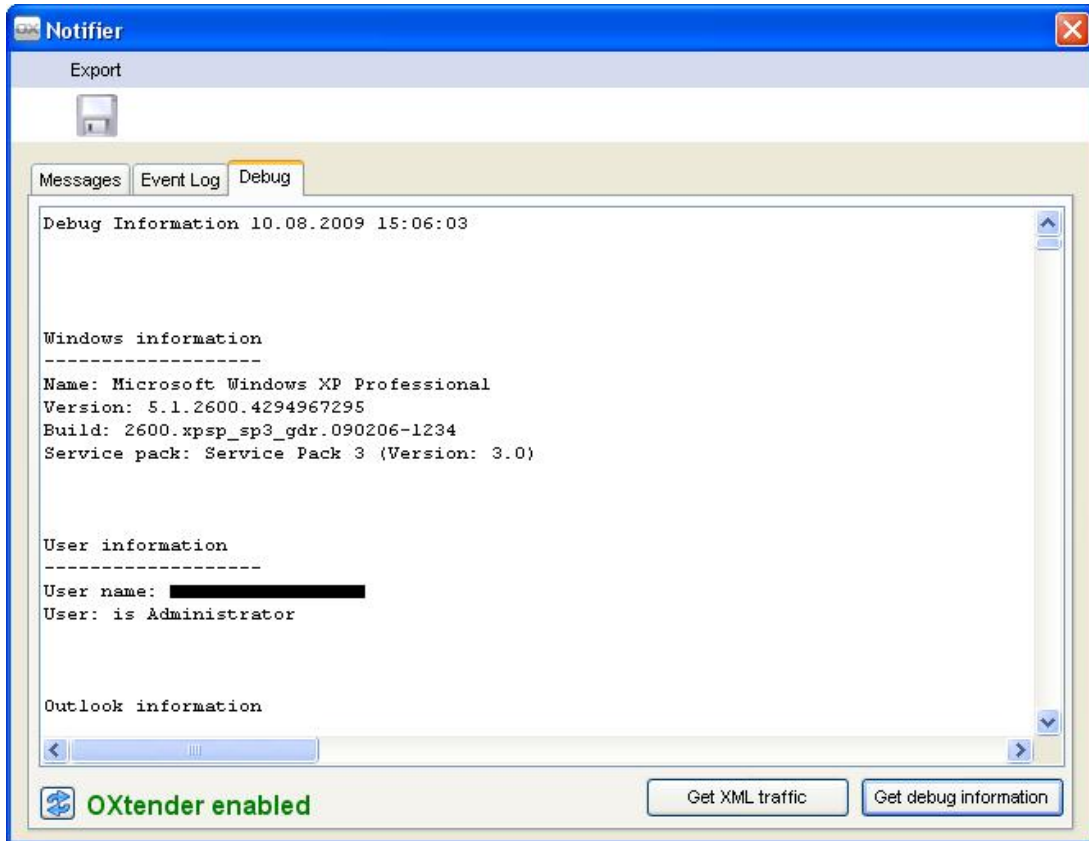 OX Notifier
Export
Messages Event Log Debug
Debug Information 10.08.2009 15:06:03
Windows information
-------------------
Name: Microsoft Windows XP Professional
Version: 5.1.2600.4294967295
Build: 2600.xpsp_sp3_gdr.090206-1234
Service pack: Service Pack 3 (Version: 3.0)
User information
-------------------
User name:
User: is Administrator
Outlook information
OXtender enabled Get XML traffic Get debug information